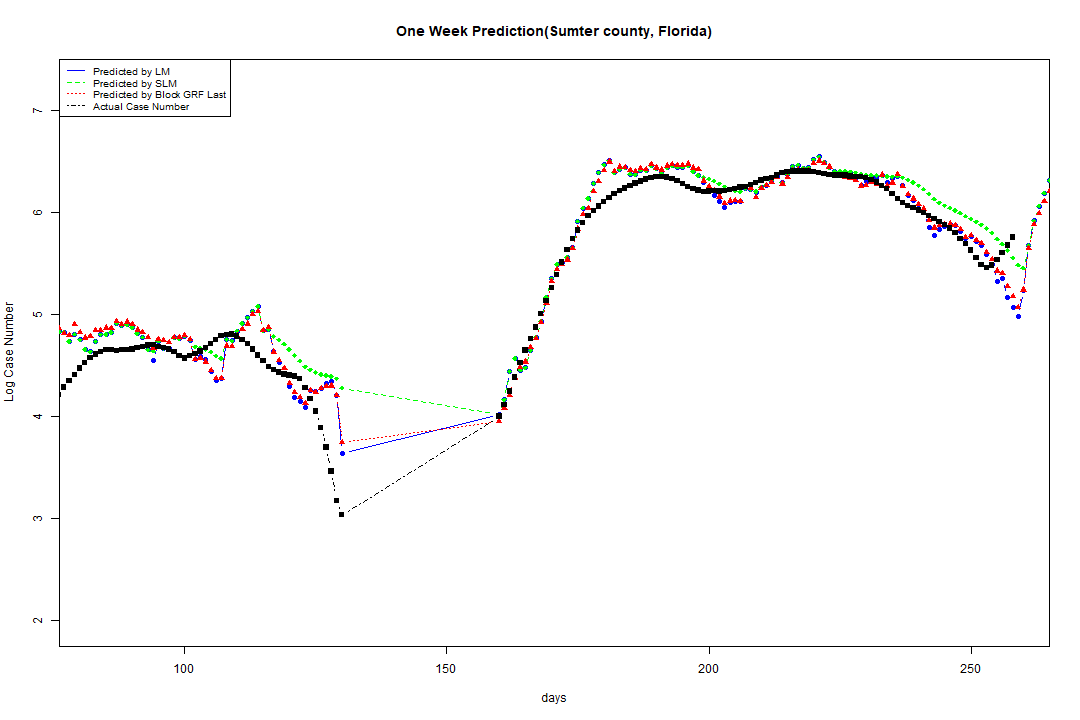 One Week Prediction(Sumter county, Florida)
Predicted by LM
Predicted by SLM
Predicted by Block GRF Last
Actual Case Number
7
6
5
4
3
2
Log Case Number
100 150 200 250
days